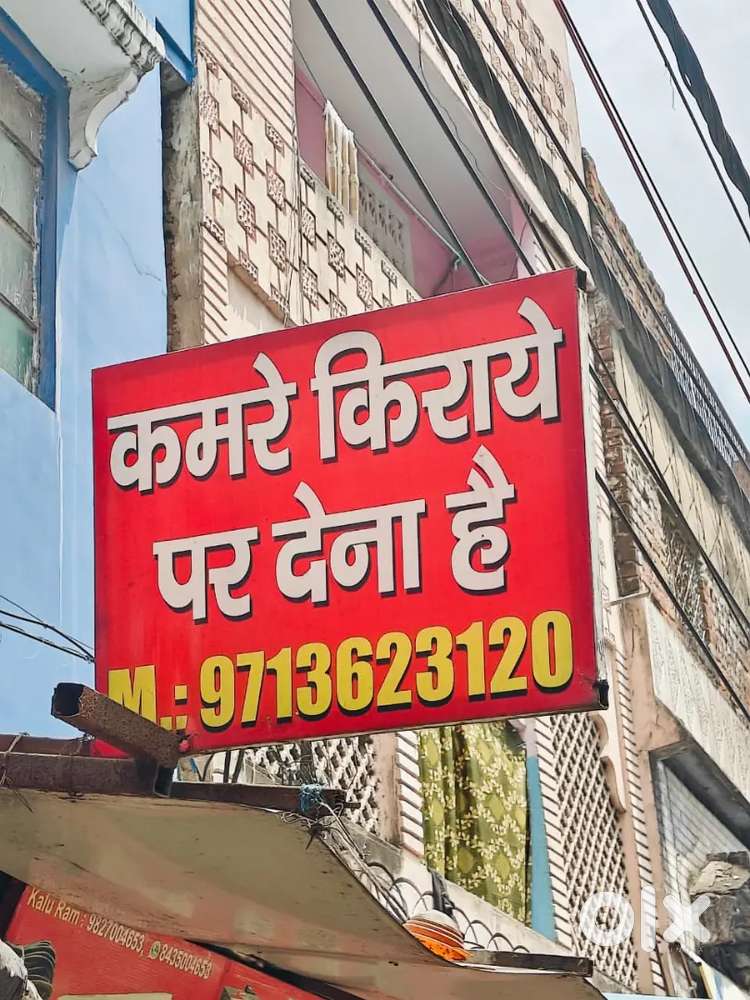 कमरे किराये
पर देना है
M.: 9713623120
Kalu Ram : 9827004653, 8435004653
olx